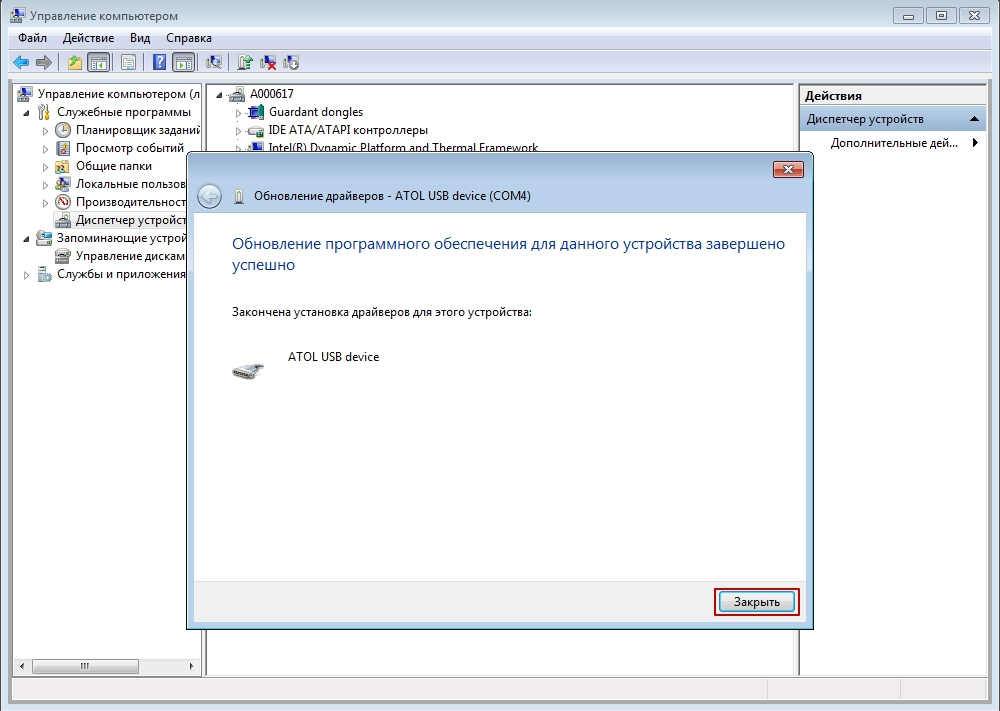 Управление компьютером
Файл Действие Вид Справка
Управление компьютером (л
Служебные программы
Планировщик заданий
Просмотр событий
Общие папки
Локальные пользов
Производительност
Диспетчер устройст
Запоминающие устрой
Управление дискам
Службы и приложения
A000617
Guardant dongles
IDE ATA/ATAPI контроллеры
Intel(R) Dynamic Platform and Thermal Framework
Действия
Диспетчер устройств
Дополнительные дей...
Обновление драйверов - ATOL USB device (COM4)
Обновление программного обеспечения для данного устройства завершено
успешно
Закончена установка драйверов для этого устройства:
ATOL USB device
Закрыть